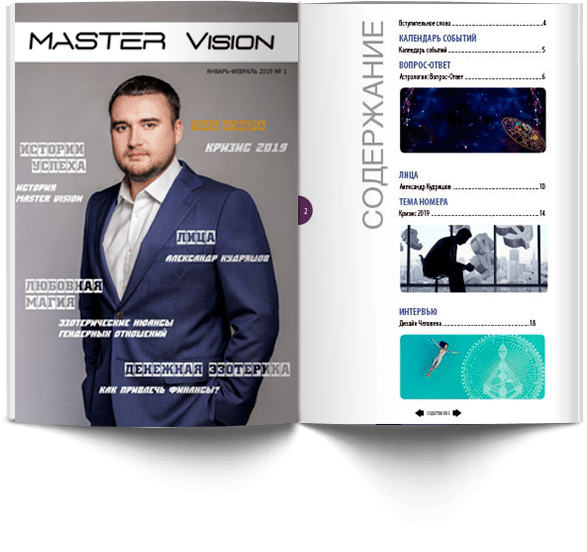 MASTER VISION
ЯНВАРЬ-ФЕВРАЛЬ 2019 № 1
ТЕМА НОМЕРА
КРИЗИС 2019
ИСТОРИИ
УСПЕХА
ИСТОРИЯ
MASTER VISION
ЛИЦА
АЛЕКСАНДР КУДРЯШОВ
ЛЮБОВНАЯ
МАГИЯ
ЭЗОТЕРИЧЕСКИЕ НЮАНСЫ
ГЕНДЕРНЫХ ОТНОШЕНИЙ
ДЕНЕЖНАЯ ЭЗОТЕРИКА
КАК ПРИВЛЕЧЬ ФИНАНСЫ?
2
СОДЕРЖАНИЕ
Вступительное слово 4
КАЛЕНДАРЬ СОБЫТИЙ
Календарь событий 5
ВОПРОС-ОТВЕТ
Астрология: Вопрос-Ответ 6
ЛИЦА
Александр Кудряшов 10
ТЕМА НОМЕРА
Кризис 2019 14
ИНТЕРВЬЮ
Дизайн Человека 18
СОДЕРЖАНИЕ